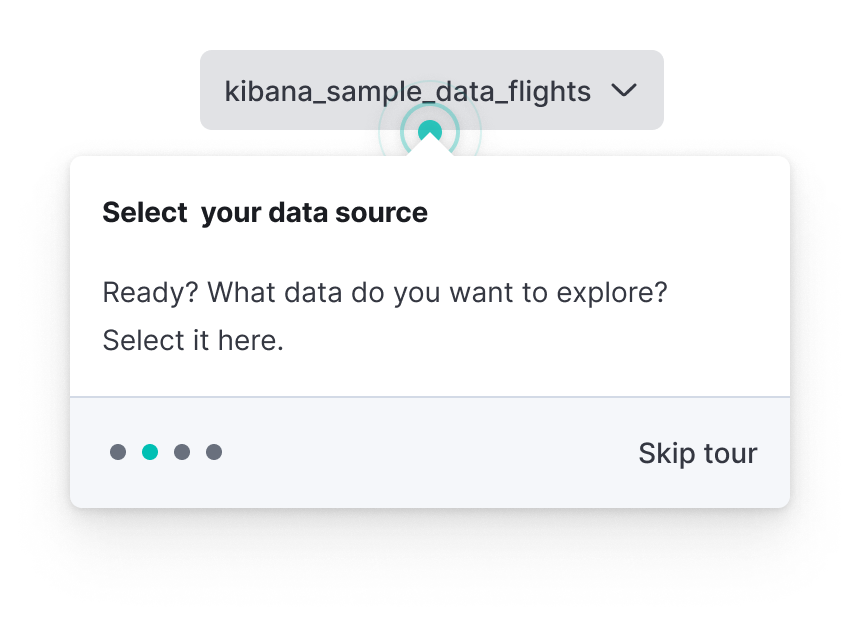 kibana_sample_data_flights
Select  your data source
Ready? What data do you want to explore?
Select it here.
Skip tour